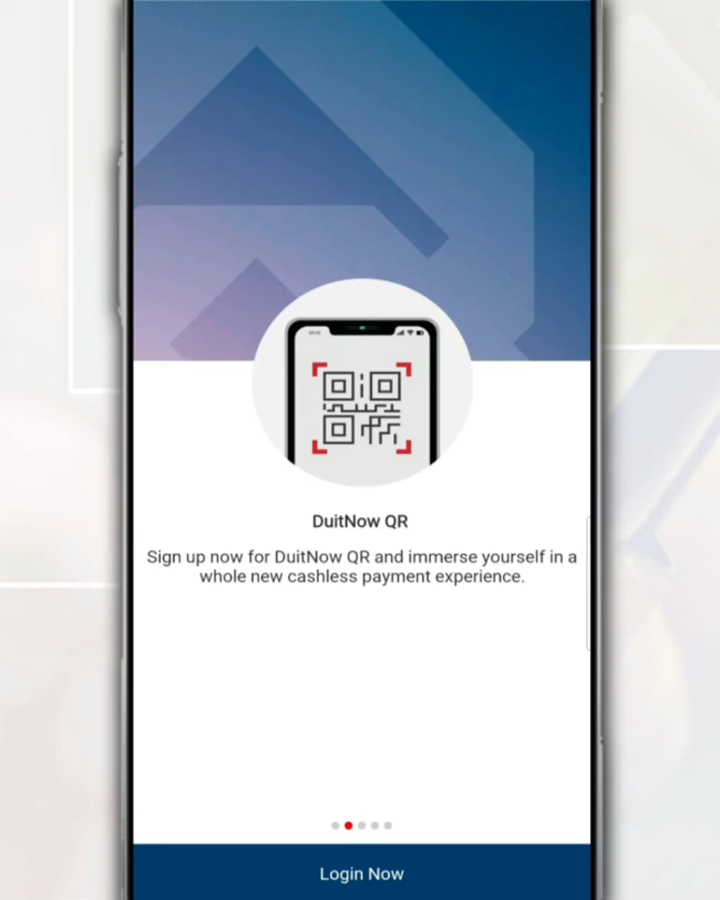 DuitNow QR
Sign up now for DuitNow QR and immerse yourself in a
whole new cashless payment experience.
Login Now